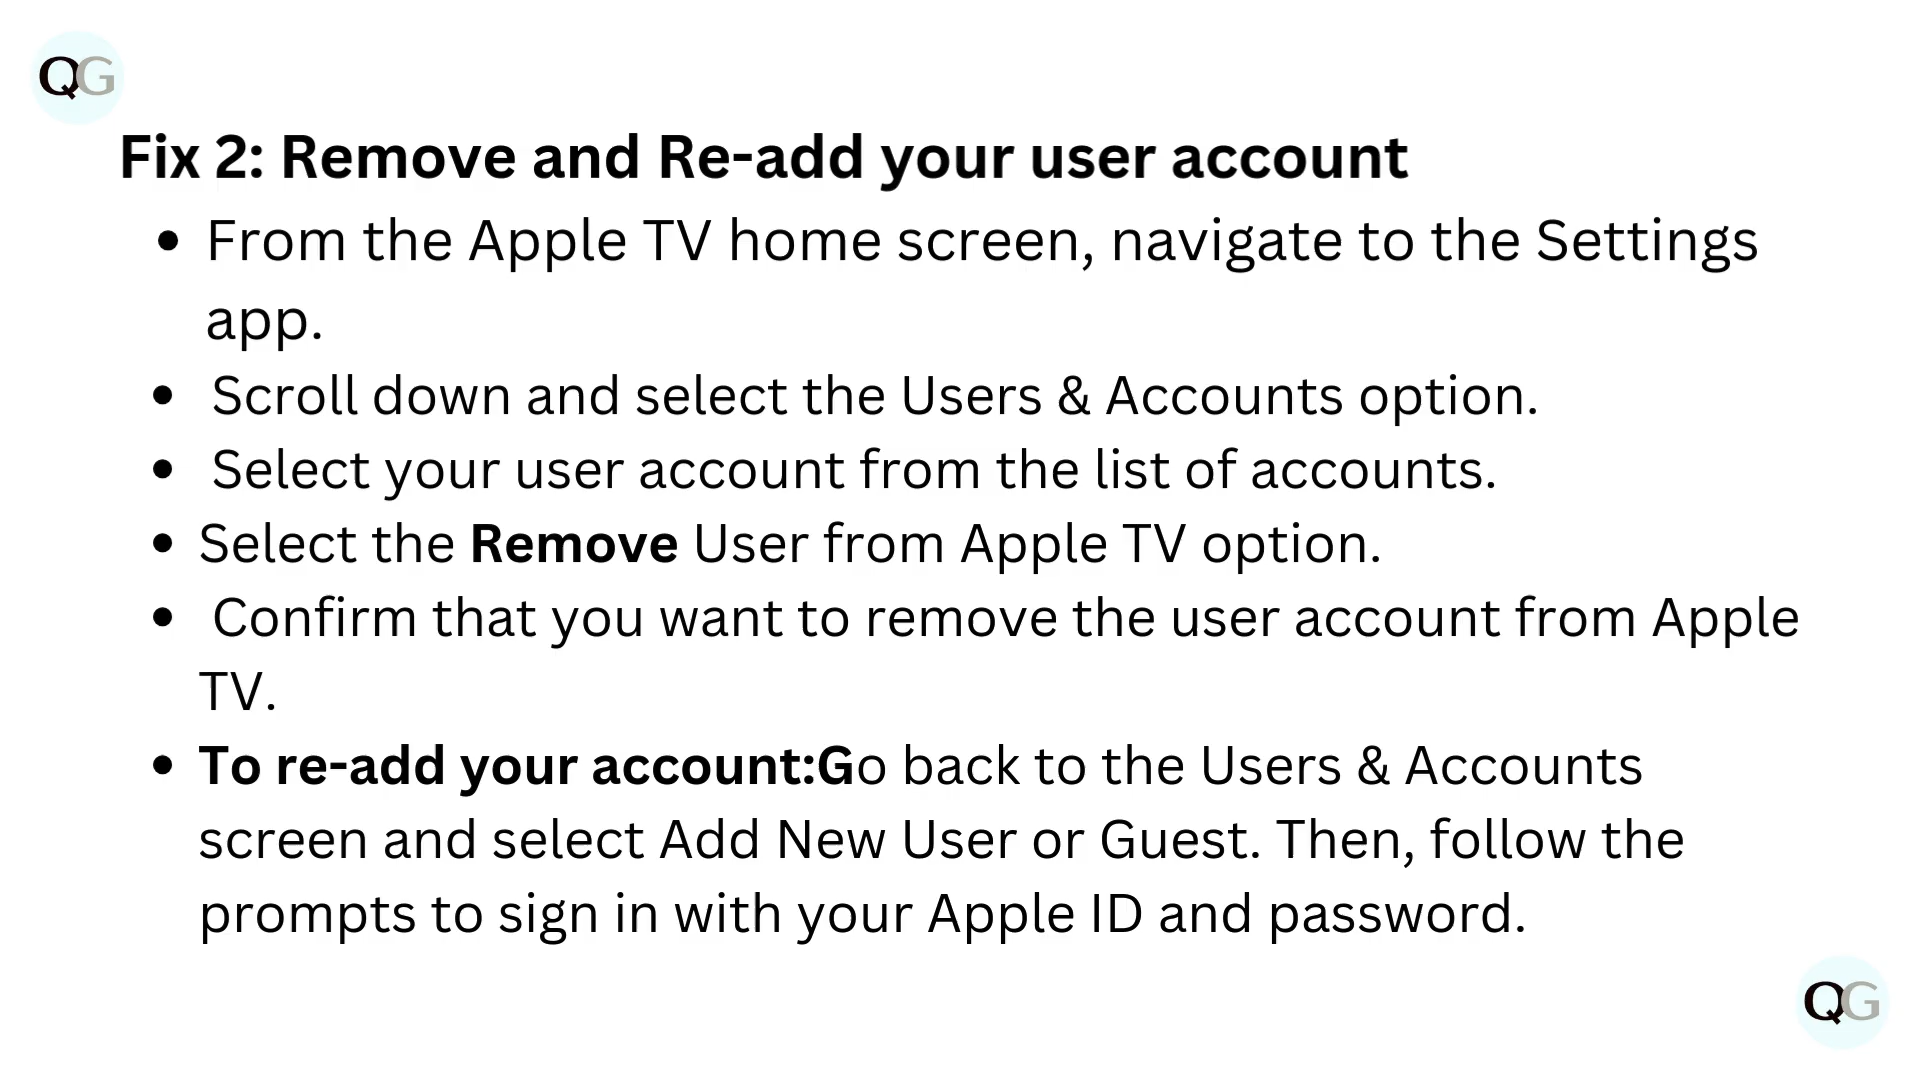 QG
Fix 2: Remove and Re-add your user account
• From the Apple TV home screen, navigate to the Settings
app.
• Scroll down and select the Users & Accounts option.
• Select your user account from the list of accounts.
• Select the Remove User from Apple TV option.
• Confirm that you want to remove the user account from Apple
TV.
• To re-add your account:Go back to the Users & Accounts
screen and select Add New User or Guest. Then, follow the
prompts to sign in with your Apple ID and password.
QG